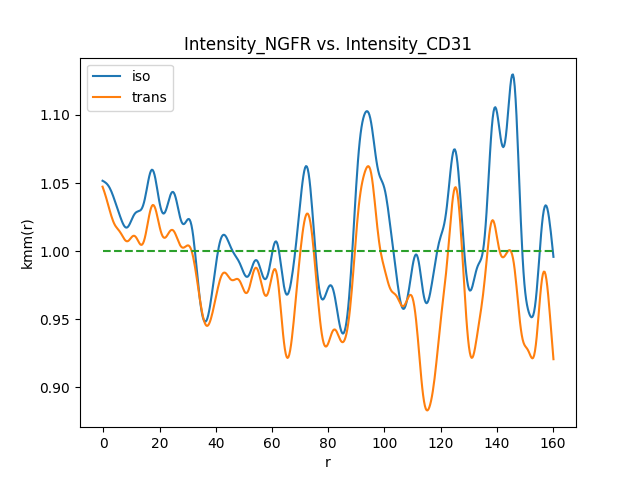 Intensity_NGFR vs. Intensity_CD31
iso
trans
1.10
1.05
1.00
0.95
0.90
kmm(r)
0 20 40 60 80 100 120 140 160
r